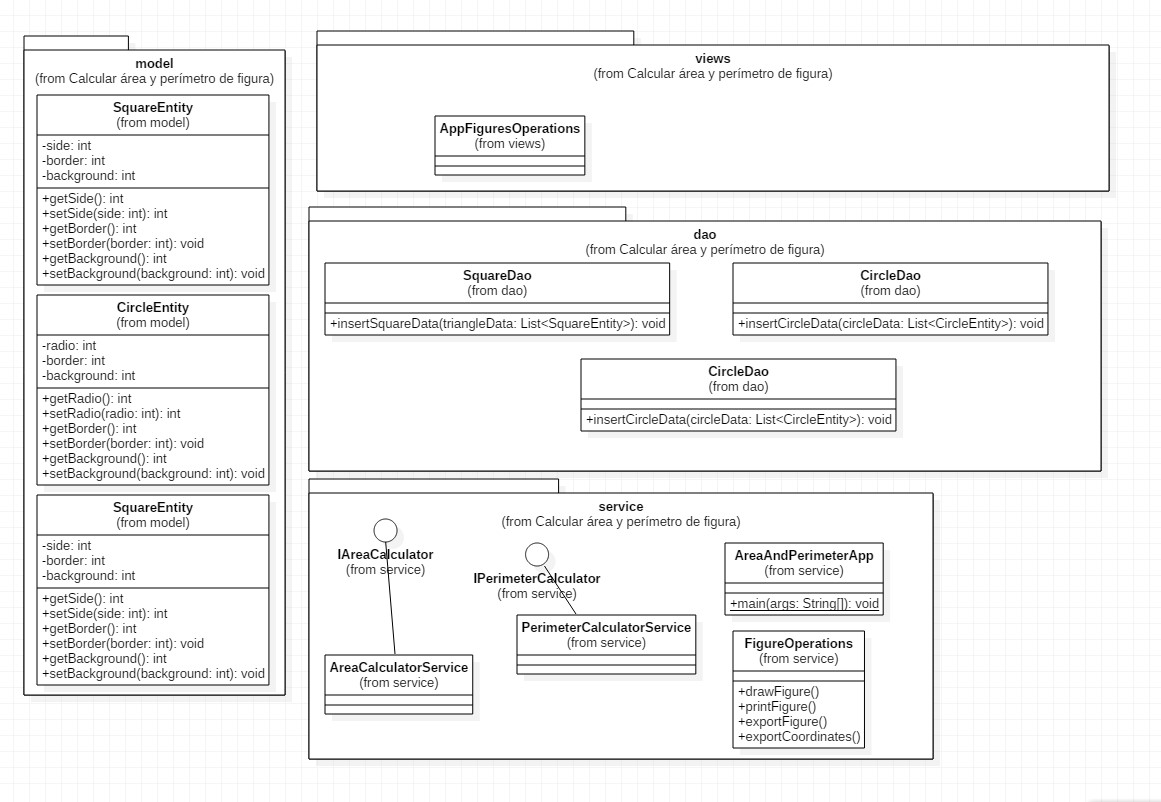 model
(from Calcular área y perímetro de figura)
SquareEntity
(from model)
-side: int
-border: int
-background: int
+getSide(): int
+setSide(side: int): int
+getBorder(): int
+setBorder(border: int): void
+getBackground(): int
+setBackground(background: int): void
CircleEntity
(from model)
-radio: int
-border: int
-background: int
+getRadio(): int
+setRadio(radio: int): int
+getBorder(): int
+setBorder(border: int): void
+getBackground(): int
+setBackground(background: int): void
SquareEntity
(from model)
-side: int
-border: int
-background: int
+getSide(): int
+setSide(side: int): int
+getBorder(): int
+setBorder(border: int): void
+getBackground(): int
+setBackground(background: int): void
views
(from Calcular área y perímetro de figura)
AppFiguresOperations
(from views)
dao
(from Calcular área y perímetro de figura)
SquareDao
(from dao)
+insertSquareData(triangleData: List<SquareEntity>): void
CircleDao
(from dao)
+insertCircleData(circleData: List<CircleEntity>): void
CircleDao
(from dao)
+insertCircleData(circleData: List<CircleEntity>): void
service
(from Calcular área y perímetro de figura)
IAreaCalculator
(from service)
IPerimeterCalculator
(from service)
AreaAndPerimeterApp
(from service)
+main(args: String[]): void
PerimeterCalculatorService
(from service)
AreaCalculatorService
(from service)
FigureOperations
(from service)
+drawFigure()
+printFigure()
+exportFigure()
+exportCoordinates()